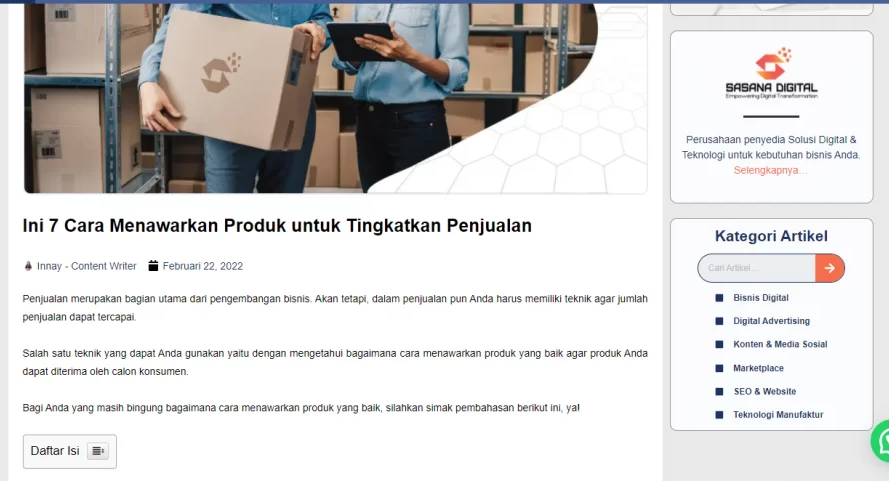 Ini 7 Cara Menawarkan Produk untuk Tingkatkan Penjualan
Innay - Content Writer
Februari 22, 2022
Penjualan merupakan bagian utama dari pengembangan bisnis. Akan tetapi, dalam penjualan pun Anda harus memiliki teknik agar jumlah
penjualan dapat tercapai.
Salah satu teknik yang dapat Anda gunakan yaitu dengan mengetahui bagaimana cara menawarkan produk yang baik agar produk Anda
dapat diterima oleh calon konsumen.
Bagi Anda yang masih bingung bagaimana cara menawarkan produk yang baik, silahkan simak pembahasan berikut ini, ya!
Daftar Isi
SASANA DIGITAL
Empowering Digital Transformation
Perusahaan penyedia Solusi Digital &
Teknologi untuk kebutuhan bisnis Anda.
Selengkapnya...
Kategori Artikel
Cari Artikel ...
Bisnis Digital
Digital Advertising
Konten & Media Sosial
Marketplace
SEO & Website
Teknologi Manufaktur